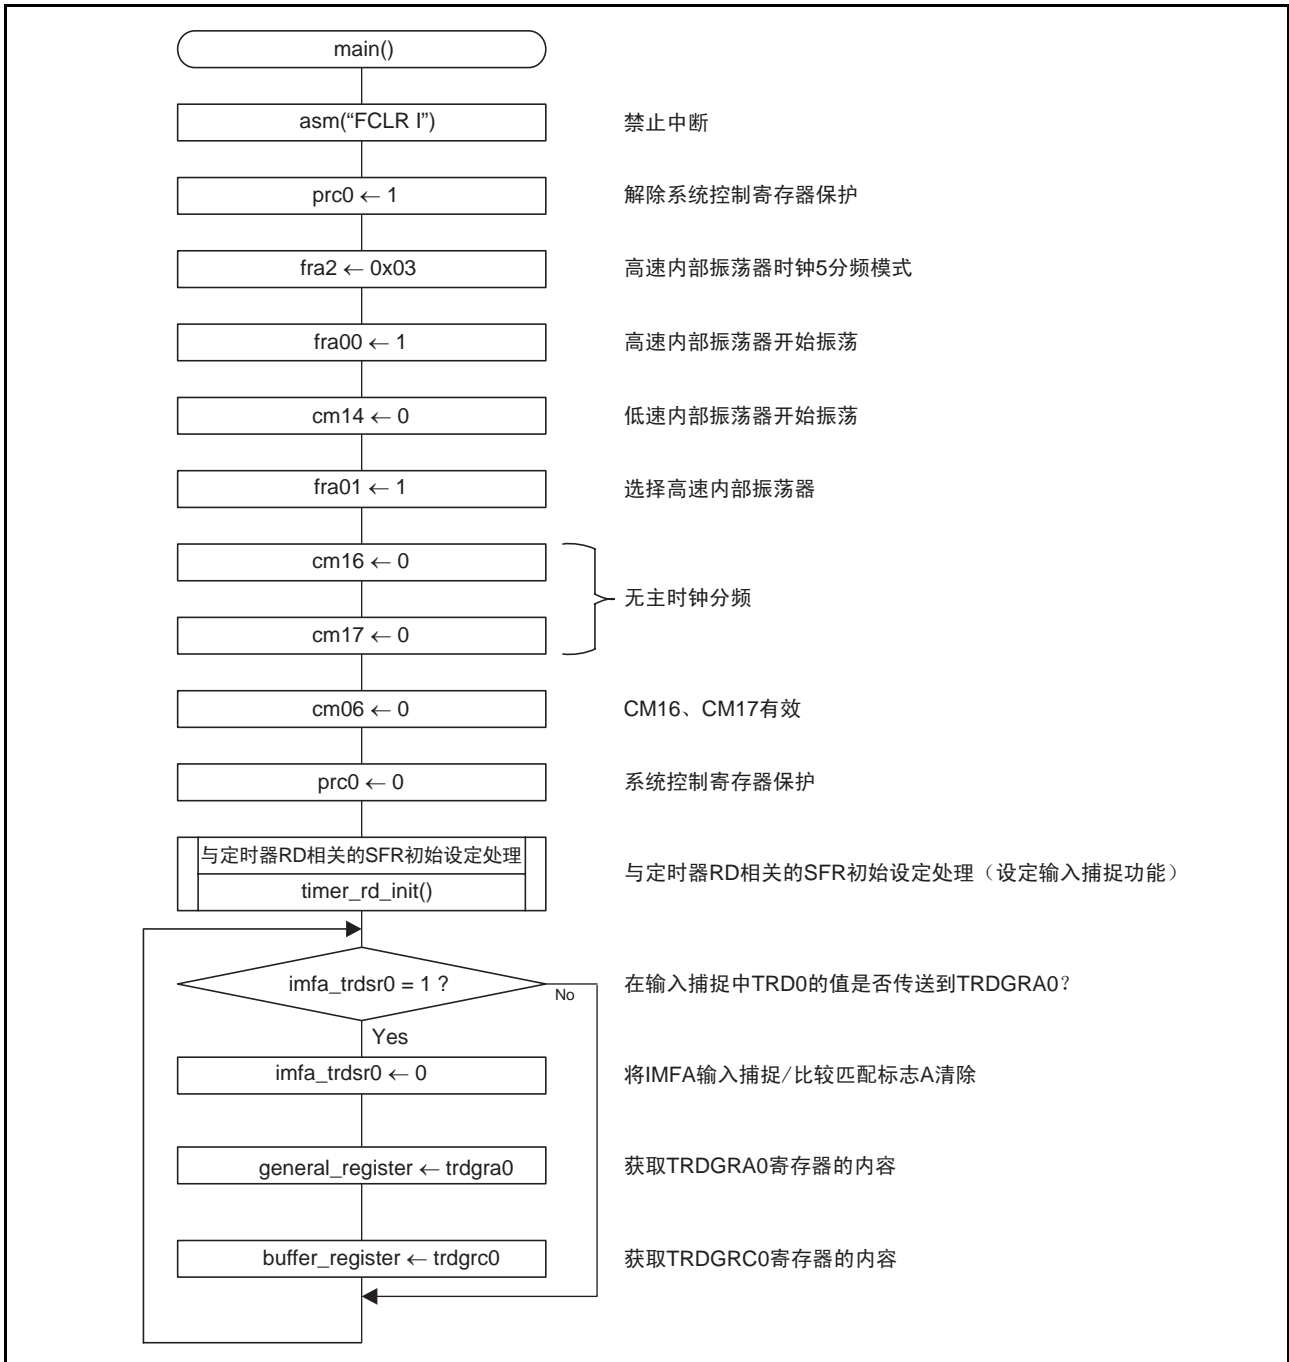 main()
asm(“FCLR I”)
禁止中断
prc0 ← 1
解除系统控制寄存器保护
fra2 ← 0x03
高速内部振荡器时钟5分频模式
fra00 ← 1
高速内部振荡器开始振荡
cm14 ← 0
低速内部振荡器开始振荡
fra01 ← 1
选择高速内部振荡器
cm16 ← 0
无主时钟分频
cm17 ← 0
cm06 ← 0
CM16、CM17有效
prc0 ← 0
系统控制寄存器保护
与定时器RD相关的SFR初始设定处理
timer_rd_init()
与定时器RD相关的SFR初始设定处理（设定输入捕捉功能）
imfa_trdsr0 = 1 ?
No
在输入捕捉中TRD0的值是否传送到TRDGRA0？
Yes
imfa_trdsr0 ← 0
将IMFA输入捕捉/比较匹配标志A清除
general_register ← trdgra0
获取TRDGRA0寄存器的内容
buffer_register ← trdgrc0
获取TRDGRC0寄存器的内容